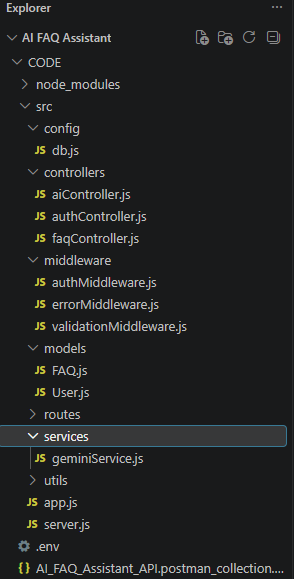 Explorer
AI FAQ Assistant
CODE
node_modules
src
config
JS db.js
controllers
JS aiController.js
JS authController.js
JS faqController.js
middleware
JS authMiddleware.js
JS errorMiddleware.js
JS validationMiddleware.js
models
JS FAQ.js
JS User.js
routes
services
JS geminiService.js
utils
JS app.js
JS server.js
.env
{} AI_FAQ_Assistant_API.postman_collection....